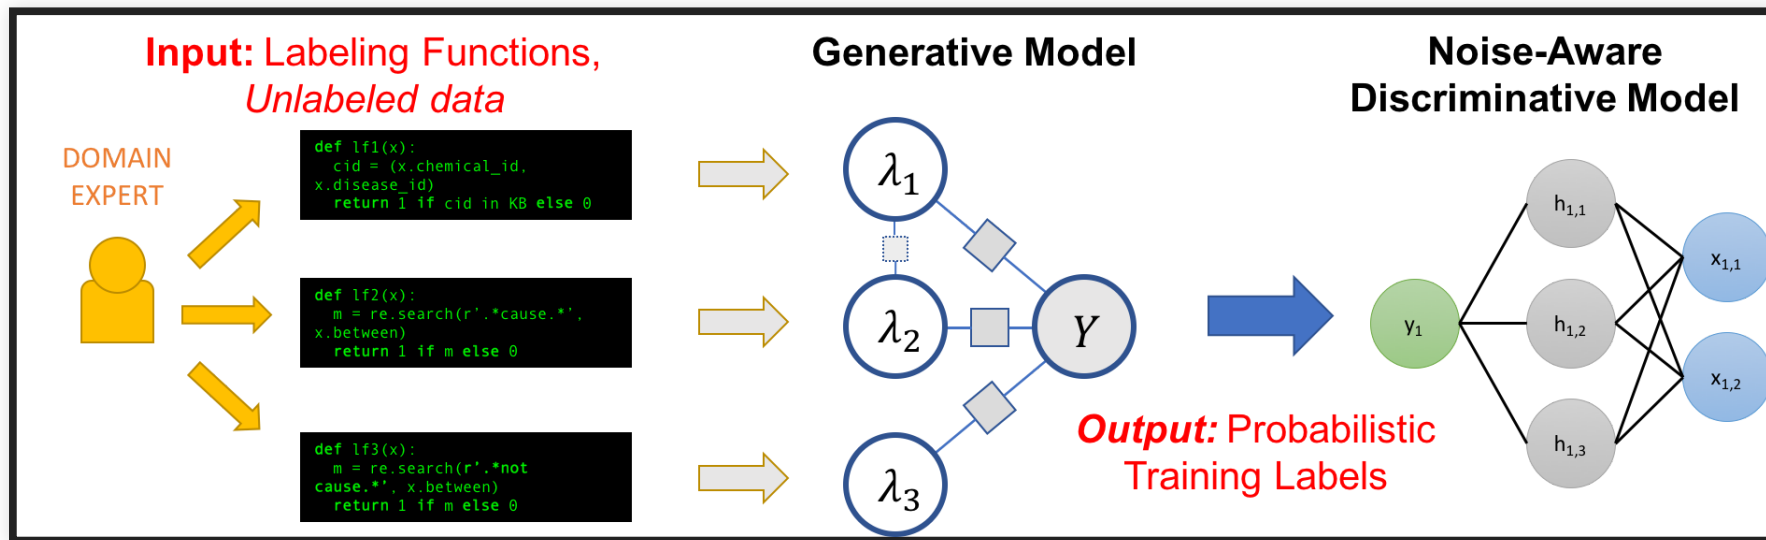 Input: Labeling Functions,
Unlabeled data
DOMAIN
EXPERT
def lf1(x):
  cid = (x.chemical_id,
x.disease_id)
  return 1 if cid in KB else 0
def lf2(x):
  m = re.search(r'.*cause.*',
x.between)
  return 1 if m else 0
def lf3(x):
  m = re.search(r'.*not
cause.*', x.between)
  return 1 if m else 0
Generative Model
λ₁
λ₂
λ₃
Y
Output: Probabilistic
Training Labels
Noise-Aware
Discriminative Model
y₁
h₁,₁
h₁,₂
h₁,₃
x₁,₁
x₁,₂